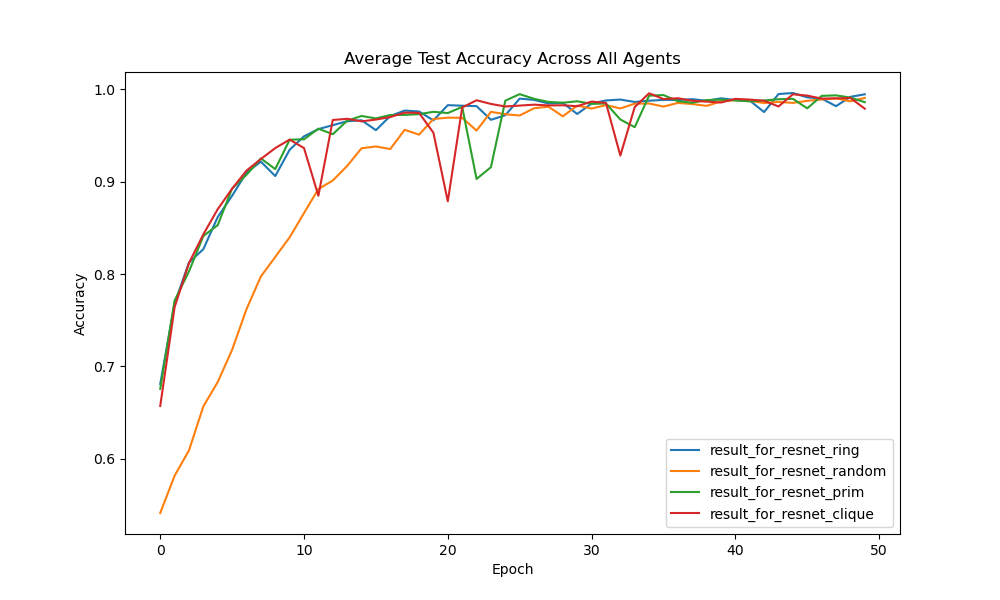 Average Test Accuracy Across All Agents
1.0
0.9
0.8
0.7
0.6
Accuracy
0
10
20
30
40
50
Epoch
result_for_resnet_ring
result_for_resnet_random
result_for_resnet_prim
result_for_resnet_clique